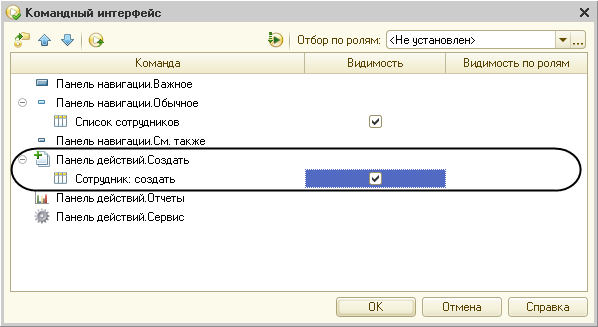 Командный интерфейс
Отбор по ролям: <Не установлен>
Команда Видимость Видимость по ролям
Панель навигации.Важное
Панель навигации.Обычное
Список сотрудников
Панель навигации.См. также
Панель действий.Создать
Сотрудник: создать
Панель действий.Отчеты
Панель действий.Сервис
OK Отмена Справка